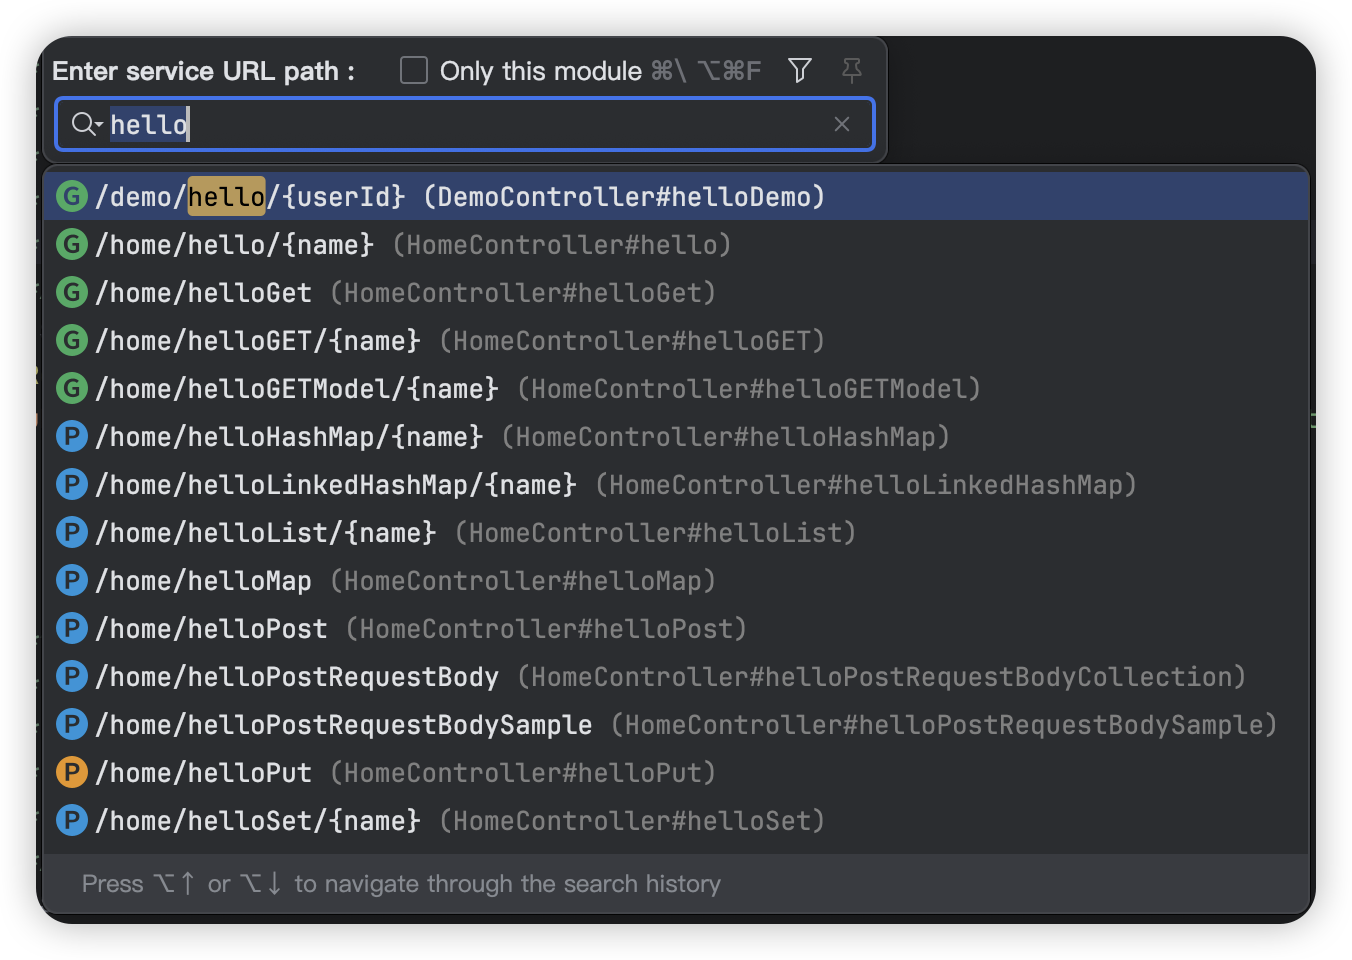 Enter service URL path : Only this module ⌘\ ⌥⌘F
hello
G /demo/hello/{userId} (DemoController#helloDemo)
G /home/hello/{name} (HomeController#hello)
G /home/helloGet (HomeController#helloGet)
G /home/helloGET/{name} (HomeController#helloGET)
G /home/helloGETModel/{name} (HomeController#helloGETModel)
P /home/helloHashMap/{name} (HomeController#helloHashMap)
P /home/helloLinkedHashMap/{name} (HomeController#helloLinkedHashMap)
P /home/helloList/{name} (HomeController#helloList)
P /home/helloMap (HomeController#helloMap)
P /home/helloPost (HomeController#helloPost)
P /home/helloPostRequestBody (HomeController#helloPostRequestBodyCollection)
P /home/helloPostRequestBodySample (HomeController#helloPostRequestBodySample)
P /home/helloPut (HomeController#helloPut)
P /home/helloSet/{name} (HomeController#helloSet)
Press ⌥↑ or ⌥↓ to navigate through the search history